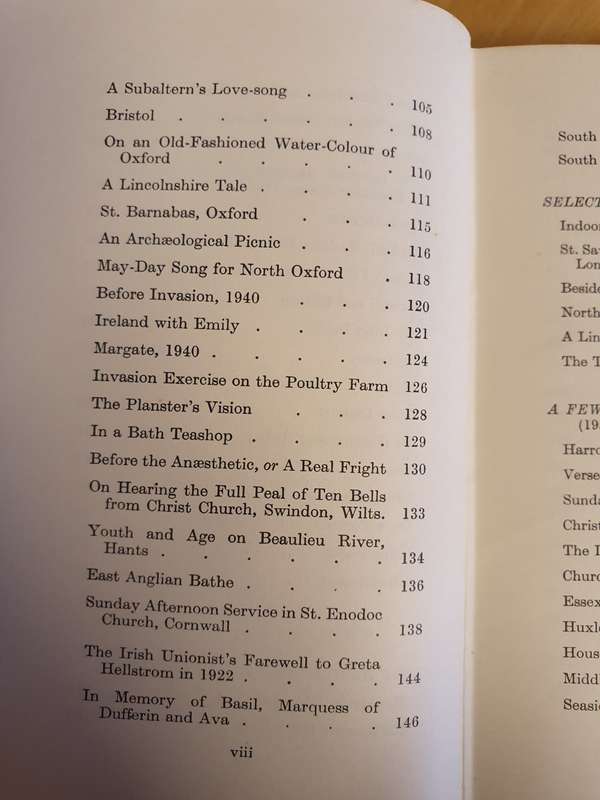 A Subaltern's Love-song . . . 105
Bristol . . . . . . 108
On an Old-Fashioned Water-Colour of
Oxford . . . . . 110
A Lincolnshire Tale . . . . 111
St. Barnabas, Oxford . . . 115
An Archæological Picnic . . . 116
May-Day Song for North Oxford . 118
Before Invasion, 1940 . . . 120
Ireland with Emily . . . . 121
Margate, 1940 . . . . . 124
Invasion Exercise on the Poultry Farm 126
The Planster's Vision . . . 128
In a Bath Teashop . . . . 129
Before the Anæsthetic, or A Real Fright 130
On Hearing the Full Peal of Ten Bells
from Christ Church, Swindon, Wilts. 133
Youth and Age on Beaulieu River,
Hants . . . . . . 134
East Anglian Bathe . . . . 136
Sunday Afternoon Service in St. Enodoc
Church, Cornwall . . . . 138
The Irish Unionist's Farewell to Greta
Hellstrom in 1922 . . . . 144
In Memory of Basil, Marquess of
Dufferin and Ava . . . . 146
viii
South
South
SELECT
Indoor
St. Sa
Lon
Beside
North
A Lin
The T
A FEW
(19
Harro
Verse
Sunda
Christ
The
Churc
Essex
Huxle
Hous
Middl
Seasid